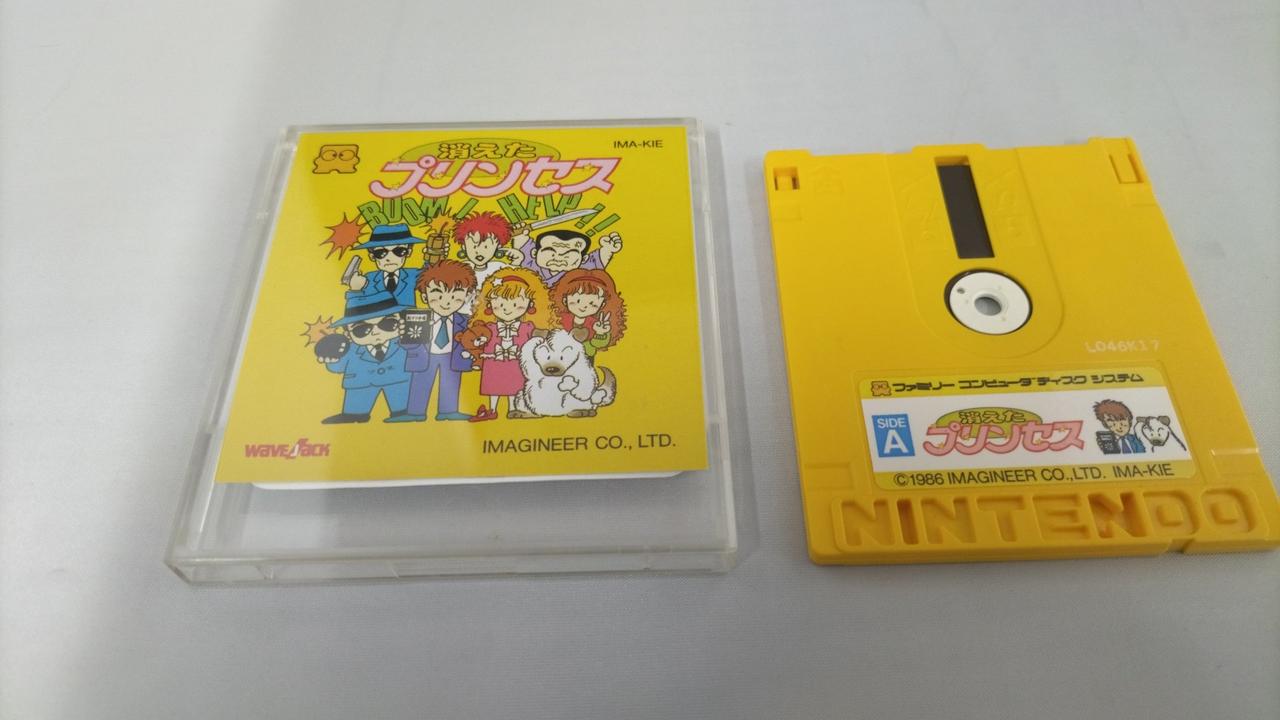 IMA-KIE
消えた
プリンセス
BOOM! HELP!!
WAVE JACK
IMAGINEER CO., LTD.
L046K17
ファミリー コンピュータ ディスク システム
SIDE
A
消えた
プリンセス
©1986 IMAGINEER CO.,LTD. IMA-KIE
NINTENDO